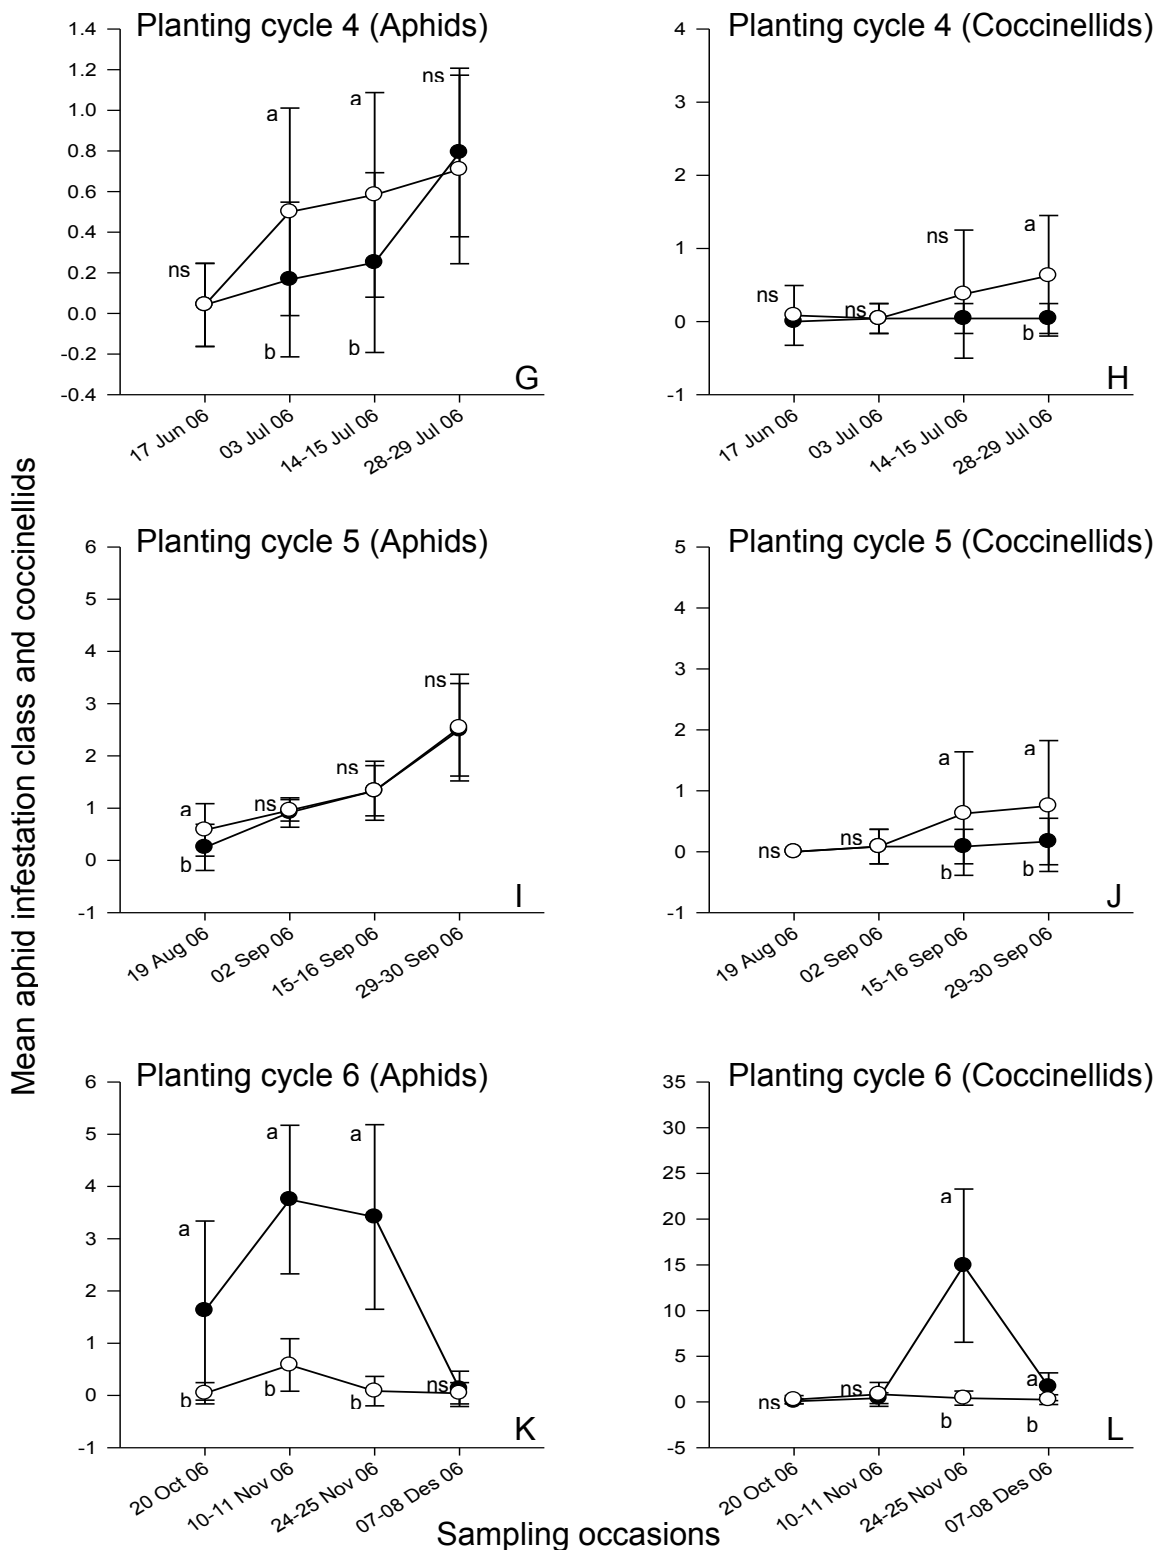 Mean aphid infestation class and coccinellids
Planting cycle 4 (Aphids)
1.4
1.2
1.0
0.8
0.6
0.4
0.2
0.0
-0.2
-0.4
ns
a
b
a
b
ns
G
17 Jun 06
03 Jul 06
14-15 Jul 06
28-29 Jul 06
Planting cycle 4 (Coccinellids)
4
3
2
1
0
-1
ns
ns
ns
a
b
H
17 Jun 06
03 Jul 06
14-15 Jul 06
28-29 Jul 06
Planting cycle 5 (Aphids)
6
5
4
3
2
1
0
-1
a
b
ns
ns
ns
I
19 Aug 06
02 Sep 06
15-16 Sep 06
29-30 Sep 06
Planting cycle 5 (Coccinellids)
5
4
3
2
1
0
-1
ns
ns
a
b
a
b
J
19 Aug 06
02 Sep 06
15-16 Sep 06
29-30 Sep 06
Planting cycle 6 (Aphids)
6
5
4
3
2
1
0
-1
a
b
a
b
a
b
ns
K
20 Oct 06
10-11 Nov 06
24-25 Nov 06
07-08 Des 06
Planting cycle 6 (Coccinellids)
35
30
25
20
15
10
5
0
-5
ns
ns
a
b
a
b
L
20 Oct 06
10-11 Nov 06
24-25 Nov 06
07-08 Des 06
Sampling occasions